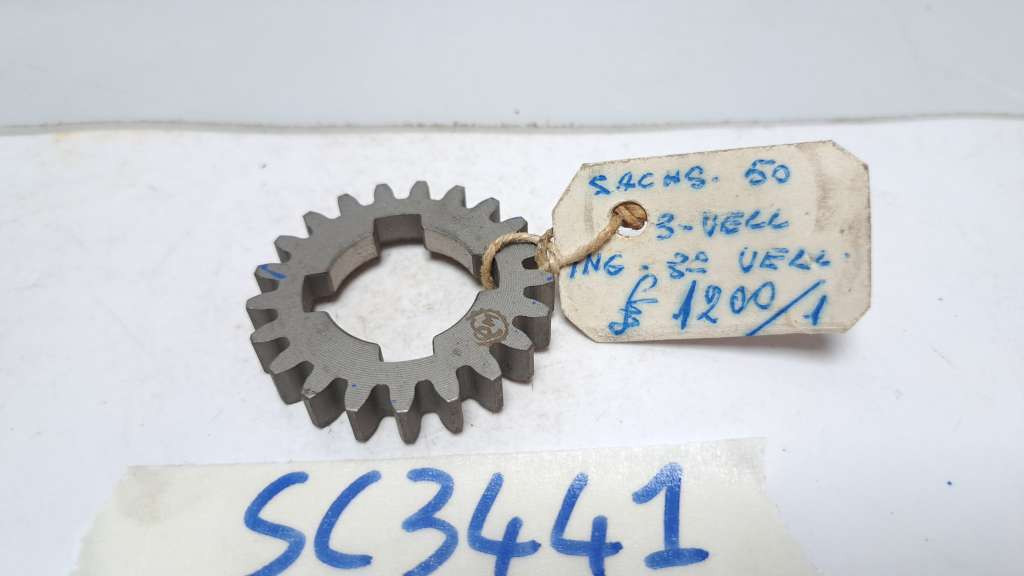 SACHS. 50
3-VELL
ING. 3ª VELL.
1200/1
SC3441